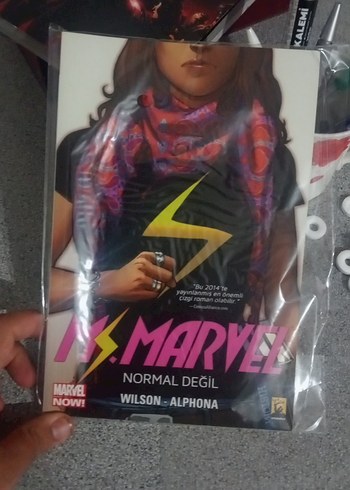 KALEMİ
"Bu 2014'te
yayınlanmış en önemli
çizgi roman olabilir."
MS. MARVEL
NORMAL DEĞİL
MARVEL
NOW!
WILSON - ALPHONA